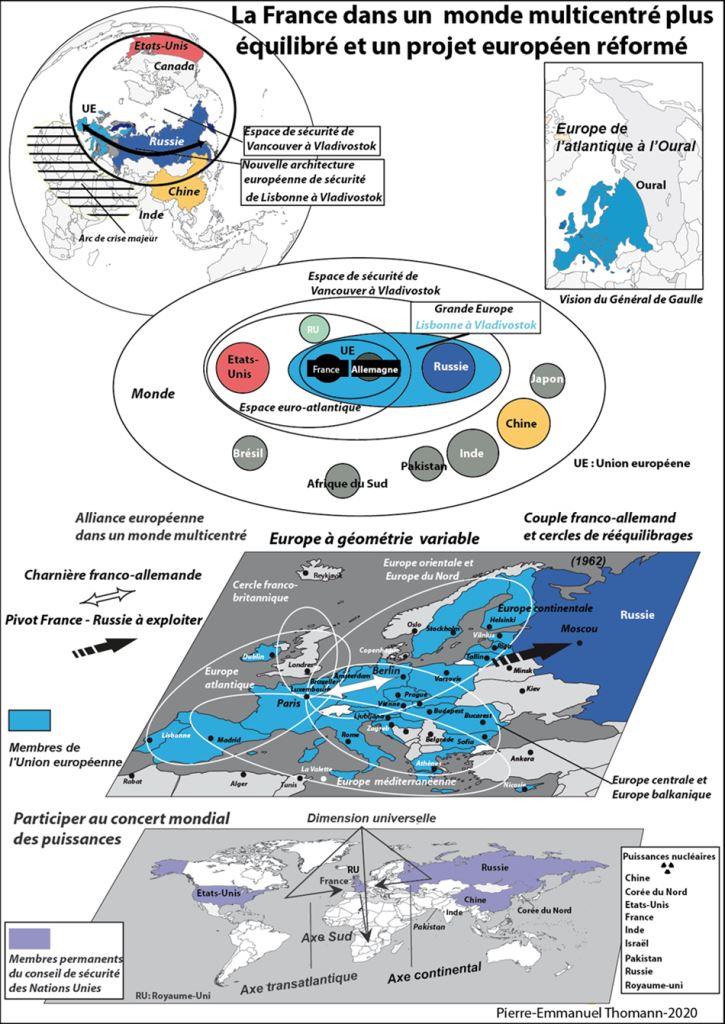 La France dans un monde multicentré plus
équilibré et un projet européen réformé
Etats-Unis
Canada
UE
Russie
Chine
Inde
Arc de crise majeur
Espace de sécurité de
Vancouver à Vladivostok
Nouvelle architecture
européenne de sécurité
de Lisbonne à Vladivostok
Europe de
l'atlantique à l'Oural
Oural
Vision du Général de Gaulle
Espace de sécurité de
Vancouver à Vladivostok
Grande Europe
Lisbonne à Vladivostok
RU
UE
Etats-
Unis
France
Allemagne
Russie
Monde
Espace euro-atlantique
Japon
Chine
Brésil
Inde
Pakistan
Afrique du Sud
UE : Union européene
Alliance européenne
dans un monde multicentré
Europe à géométrie variable
Couple franco-allemand
et cercles de rééquilibrages
Charnière franco-allemande
Pivot France - Russie à exploiter
Membres de
l'Union européenne
(1962)
Reykjavik
Europe orientale et
Europe du Nord
Cercle franco-
britannique
Europe continentale
Russie
Oslo
Stockholm
Helsinki
Vilnius
Riga
Tallin
Moscou
Copenhague
Dublin
Londres
Europe
atlantique
Amsterdam
Bruxelles
Luxembourg
Berlin
Varsovie
Minsk
Kiev
Paris
Prague
Vienne
Budapest
Ljubljana
Zagreb
Bucarest
Belgrade
Sofia
Lisbonne
Madrid
Rome
Ankara
Athènes
La Valette
Europe méditerranéenne
Nicosie
Rabat
Alger
Tunis
Europe centrale et
Europe balkanique
Participer au concert mondial
des puissances
Dimension universelle
RU
France
Russie
Etats-Unis
Chine
Inde
Corée du Nord
Pakistan
Axe Sud
Axe transatlantique
Axe continental
Membres permanents
du conseil de sécurité
des Nations Unies
RU: Royaume-Uni
Puissances nucléaires
Chine
Corée du Nord
Etats-Unis
France
Inde
Israël
Pakistan
Russie
Royaume-uni
Pierre-Emmanuel Thomann-2020